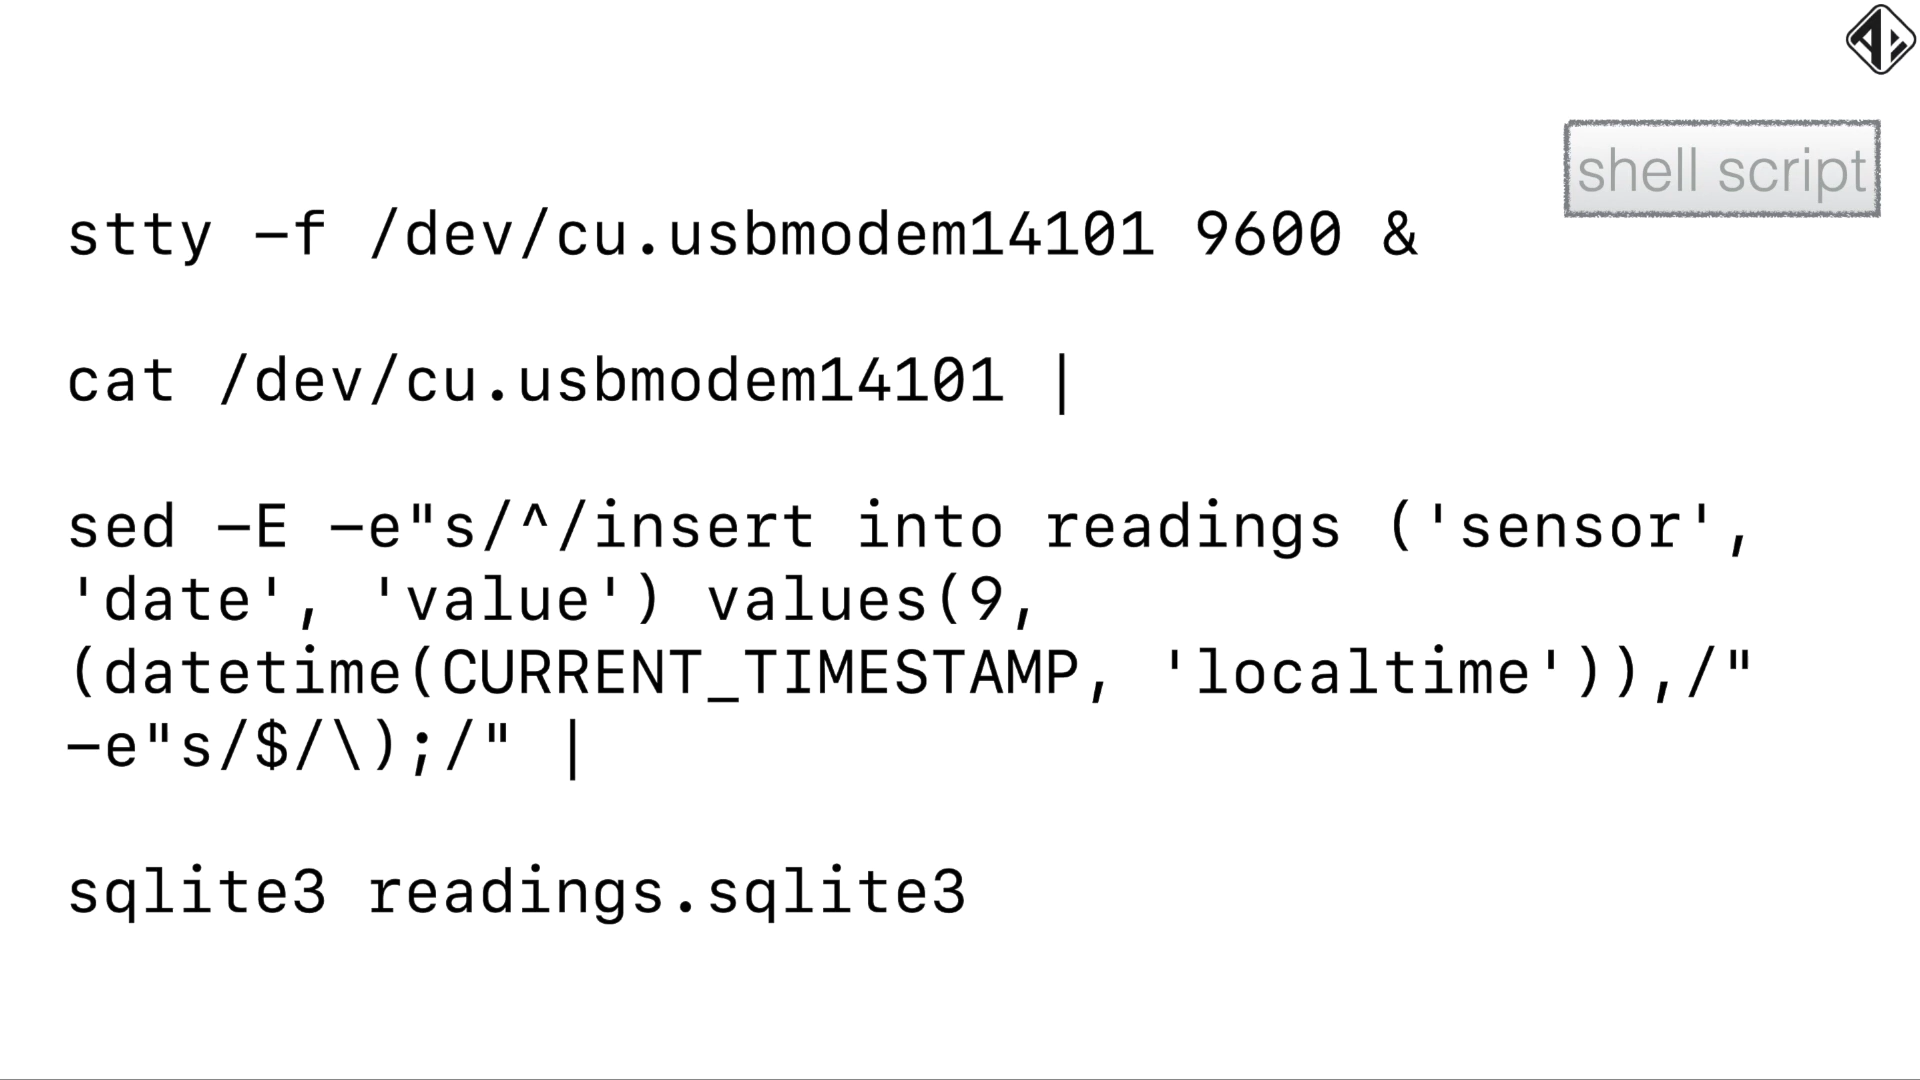 shell script
stty -f /dev/cu.usbmodem14101 9600 &
cat /dev/cu.usbmodem14101 |
sed -E -e"s/^/insert into readings ('sensor',
'date', 'value') values(9,
(datetime(CURRENT_TIMESTAMP, 'localtime')),/"
-e"s/$/\);/" |
sqlite3 readings.sqlite3